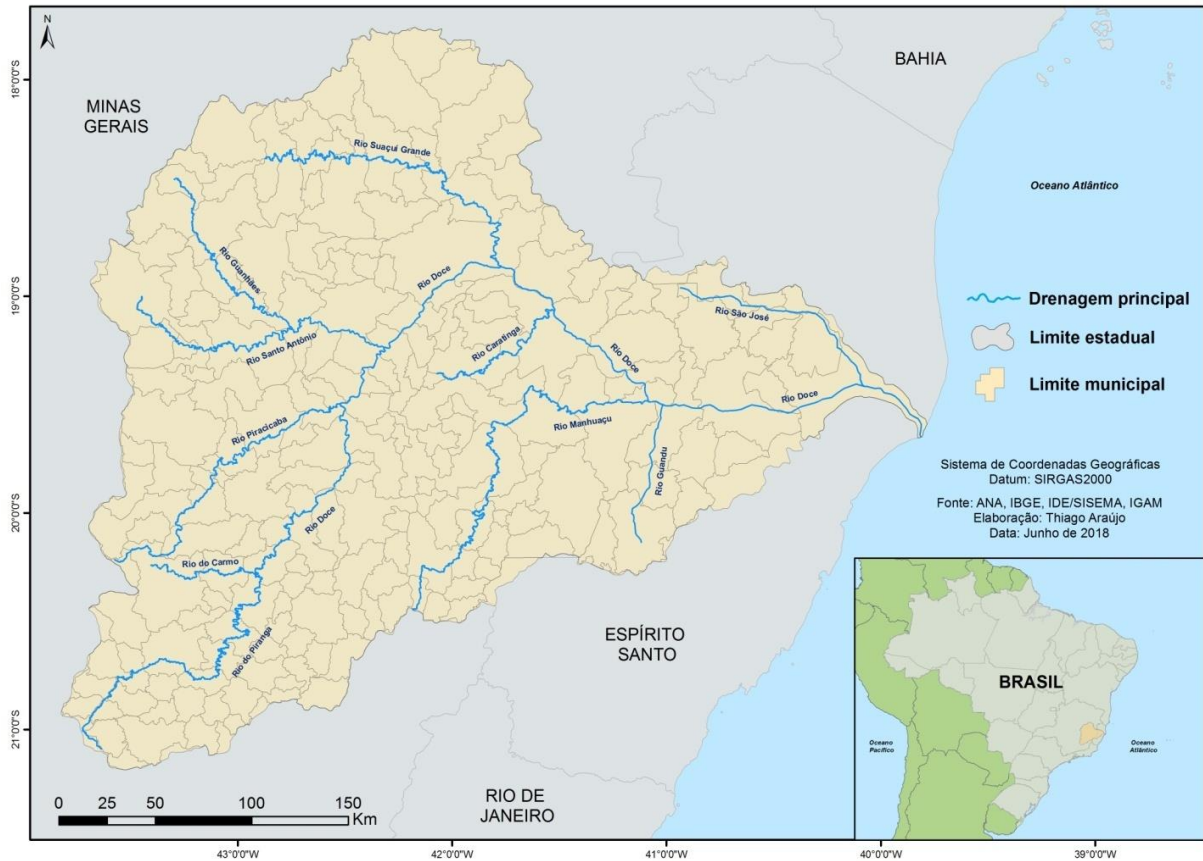 N
18°0'0"S
19°0'0"S
20°0'0"S
21°0'0"S
MINAS
GERAIS
BAHIA
Oceano Atlântico
Rio Suaçuí Grande
Rio Guanhães
Rio Doce
Rio São José
Rio Santo Antônio
Rio Caratinga
Rio Doce
Rio Doce
Rio Piracicaba
Rio Manhuaçu
Rio Guandu
Rio Doce
Rio do Carmo
Rio do Piranga
ESPÍRITO
SANTO
RIO DE
JANEIRO
Drenagem principal
Limite estadual
Limite municipal
Sistema de Coordenadas Geográficas
Datum: SIRGAS2000
Fonte: ANA, IBGE, IDE/SISEMA, IGAM
Elaboração: Thiago Araújo
Data: Junho de 2018
BRASIL
Oceano
Pacífico
Oceano
Atlântico
0 25 50 100 150
Km
43°0'0"W 42°0'0"W 41°0'0"W 40°0'0"W 39°0'0"W